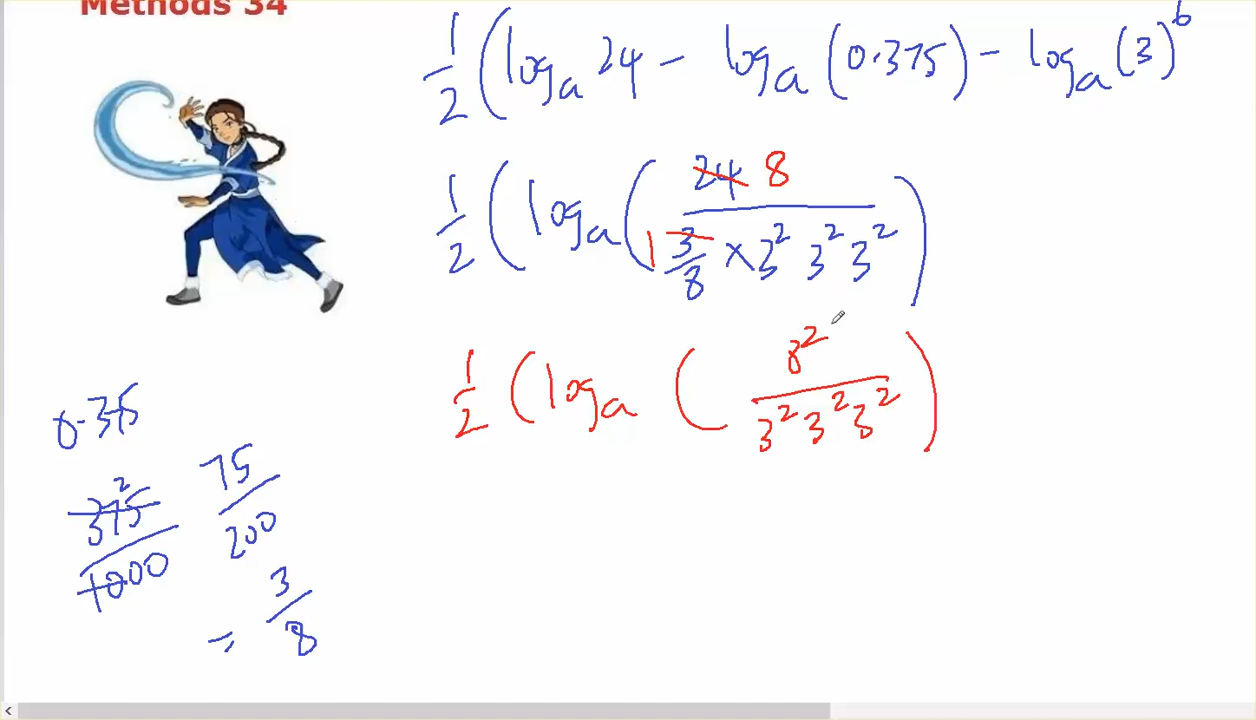 Methods 34
1/2 (log_a 24 - log_a (0.375) - log_a (3)^6
1/2 (log_a (24 8 / 1 3/8 × 3^2 3^2 3^2)
1/2 (log_a (8^2 / 3^2 3^2 3^2)
0.375
375 2 / 1000 75 / 200
= 3/8